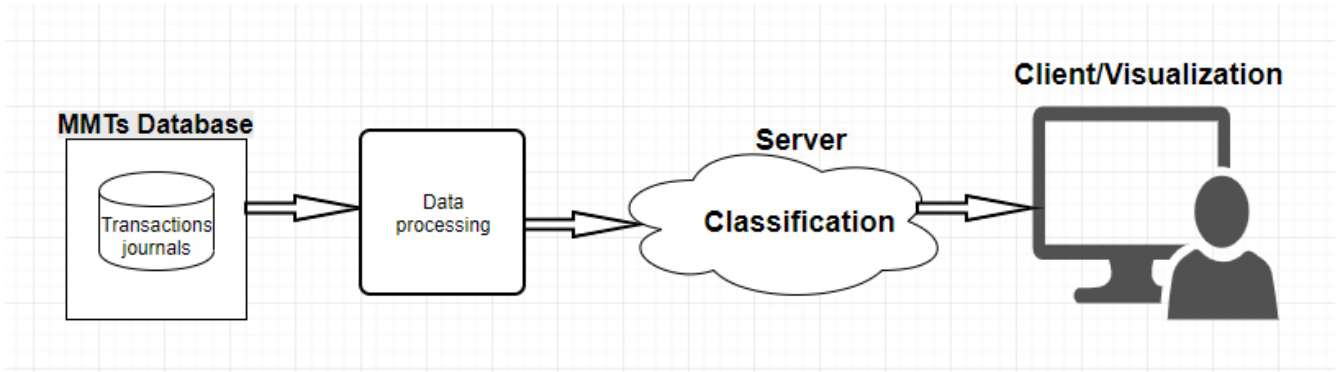 MMTs Database
Transactions
journals
Data
processing
Server
Classification
Client/Visualization